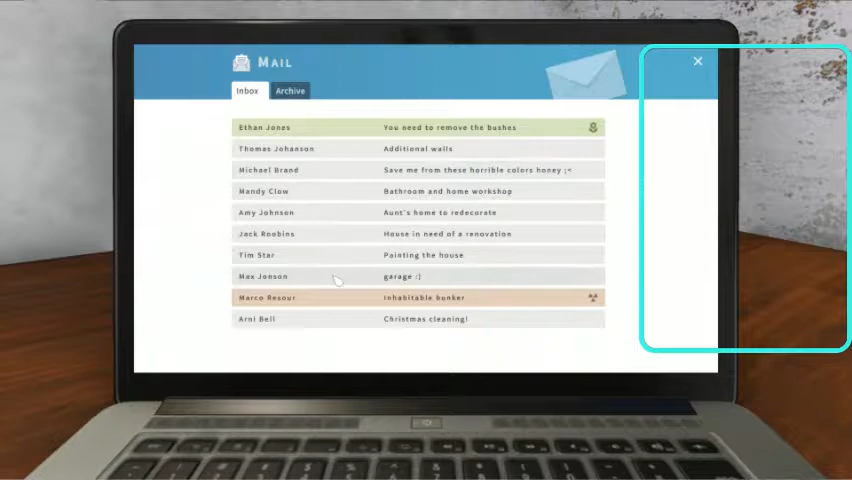 MAIL
Inbox Archive
Ethan Jones You need to remove the bushes
Thomas Johanson Additional walls
Michael Brand Save me from these horrible colors honey ;<
Mandy Clow Bathroom and home workshop
Amy Johnson Aunt's home to redecorate
Jack Roobins House in need of a renovation
Tim Star Painting the house
Max Jonson garage :]
Marco Resour Inhabitable bunker
Arni Bell Christmas cleaning!